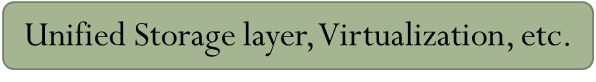 Unified Storage layer, Virtualization, etc.